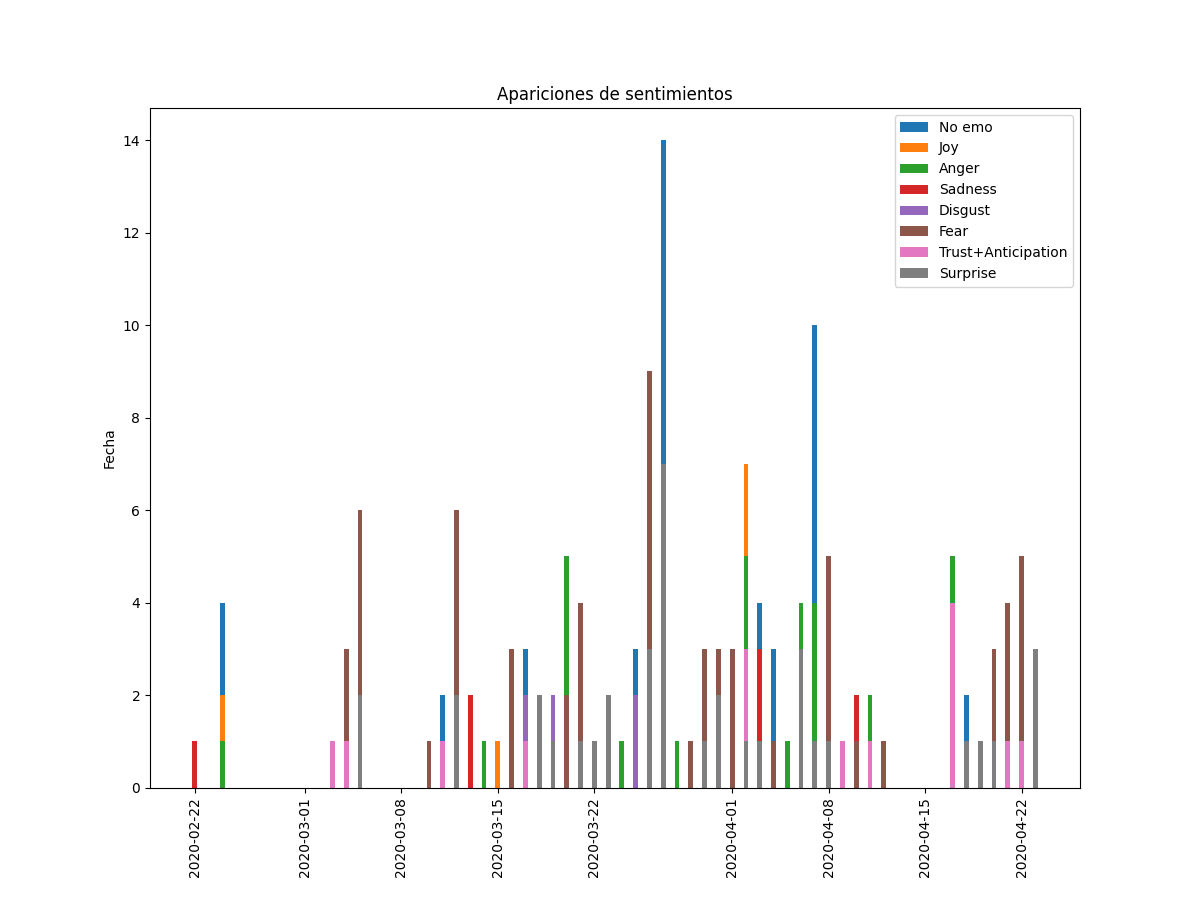 Apariciones de sentimientos
No emo
Joy
Anger
Sadness
Disgust
Fear
Trust+Anticipation
Surprise
Fecha
14
12
10
8
6
4
2
0
2020-02-22
2020-03-01
2020-03-08
2020-03-15
2020-03-22
2020-04-01
2020-04-08
2020-04-15
2020-04-22